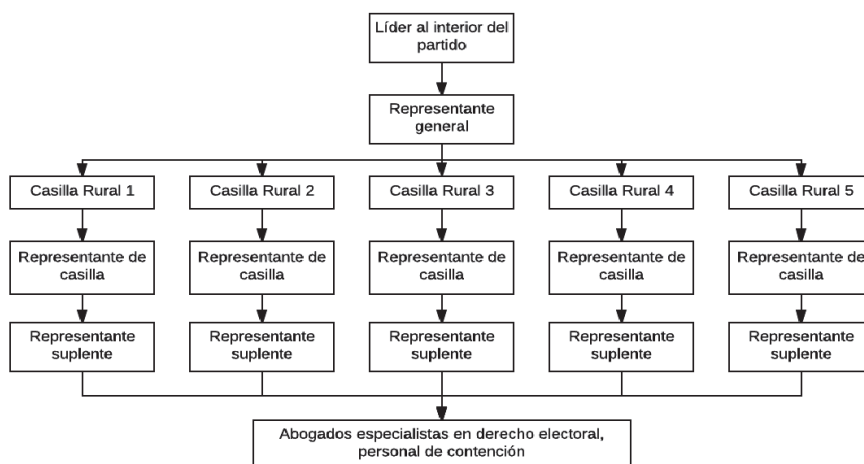 Líder al interior del
partido
Representante
general
Casilla Rural 1
Casilla Rural 2
Casilla Rural 3
Casilla Rural 4
Casilla Rural 5
Representante de
casilla
Representante de
casilla
Representante de
casilla
Representante de
casilla
Representante de
casilla
Representante
suplente
Representante
suplente
Representante
suplente
Representante
suplente
Representante
suplente
Abogados especialistas en derecho electoral,
personal de contención